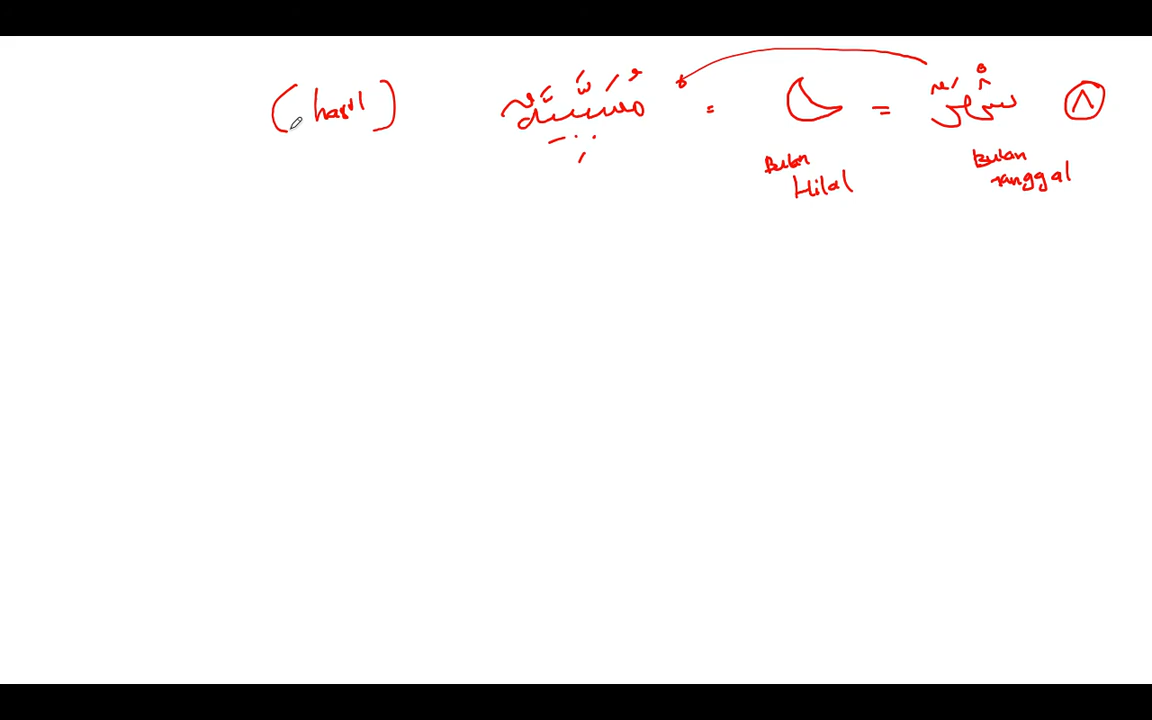 ٨ شَهْرٌ = = مُسَبَّبِيَّةٌ (hasil)
Bulan Bulan
Hilal Tanggal